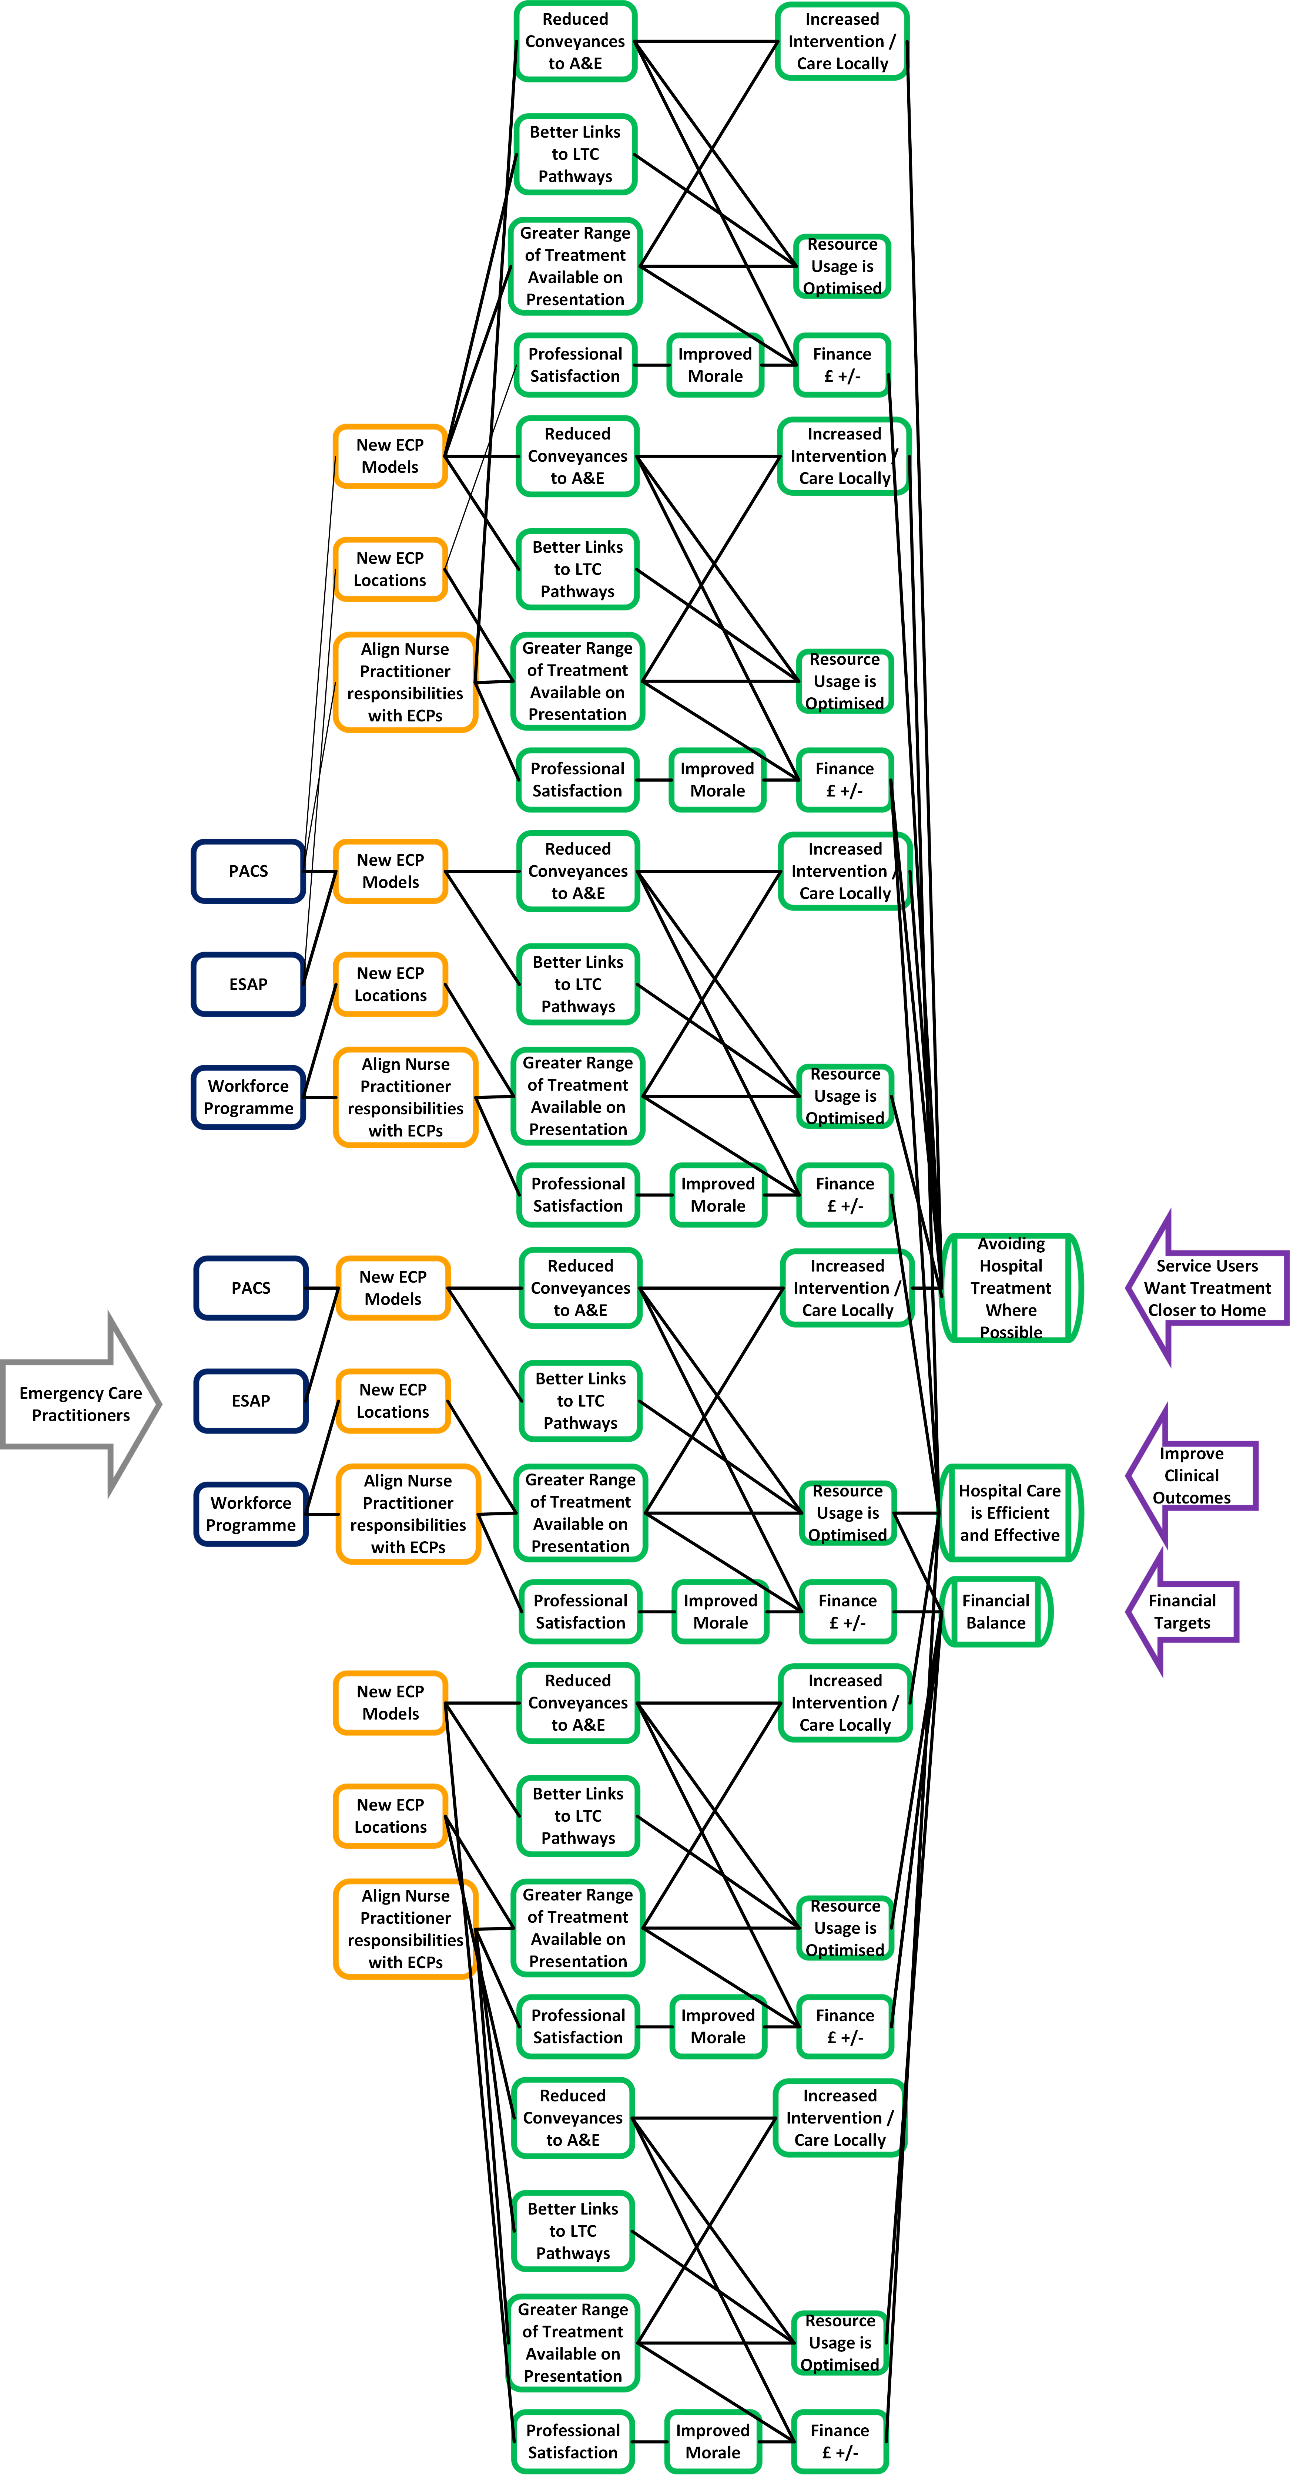 Reduced
Conveyances
to A&E
Increased
Intervention /
Care Locally
Better Links
to LTC
Pathways
Greater Range
of Treatment
Available on
Presentation
Resource
Usage is
Optimised
Professional
Satisfaction
Improved
Morale
Finance
£ +/-
New ECP
Models
Reduced
Conveyances
to A&E
Increased
Intervention /
Care Locally
New ECP
Locations
Better Links
to LTC
Pathways
Align Nurse
Practitioner
responsibilities
with ECPs
Greater Range
of Treatment
Available on
Presentation
Resource
Usage is
Optimised
Professional
Satisfaction
Improved
Morale
Finance
£ +/-
PACS
New ECP
Models
Reduced
Conveyances
to A&E
Increased
Intervention /
Care Locally
ESAP
New ECP
Locations
Better Links
to LTC
Pathways
Workforce
Programme
Align Nurse
Practitioner
responsibilities
with ECPs
Greater Range
of Treatment
Available on
Presentation
Resource
Usage is
Optimised
Professional
Satisfaction
Improved
Morale
Finance
£ +/-
PACS
New ECP
Models
Reduced
Conveyances
to A&E
Increased
Intervention /
Care Locally
Avoiding
Hospital
Treatment
Where
Possible
Service Users
Want Treatment
Closer to Home
Emergency Care
Practitioners
ESAP
New ECP
Locations
Better Links
to LTC
Pathways
Workforce
Programme
Align Nurse
Practitioner
responsibilities
with ECPs
Greater Range
of Treatment
Available on
Presentation
Resource
Usage is
Optimised
Hospital Care
is Efficient
and Effective
Improve
Clinical
Outcomes
Professional
Satisfaction
Improved
Morale
Finance
£ +/-
Financial
Balance
Financial
Targets
New ECP
Models
Reduced
Conveyances
to A&E
Increased
Intervention /
Care Locally
New ECP
Locations
Better Links
to LTC
Pathways
Align Nurse
Practitioner
responsibilities
with ECPs
Greater Range
of Treatment
Available on
Presentation
Resource
Usage is
Optimised
Professional
Satisfaction
Improved
Morale
Finance
£ +/-
Reduced
Conveyances
to A&E
Increased
Intervention /
Care Locally
Better Links
to LTC
Pathways
Greater Range
of Treatment
Available on
Presentation
Resource
Usage is
Optimised
Professional
Satisfaction
Improved
Morale
Finance
£ +/-